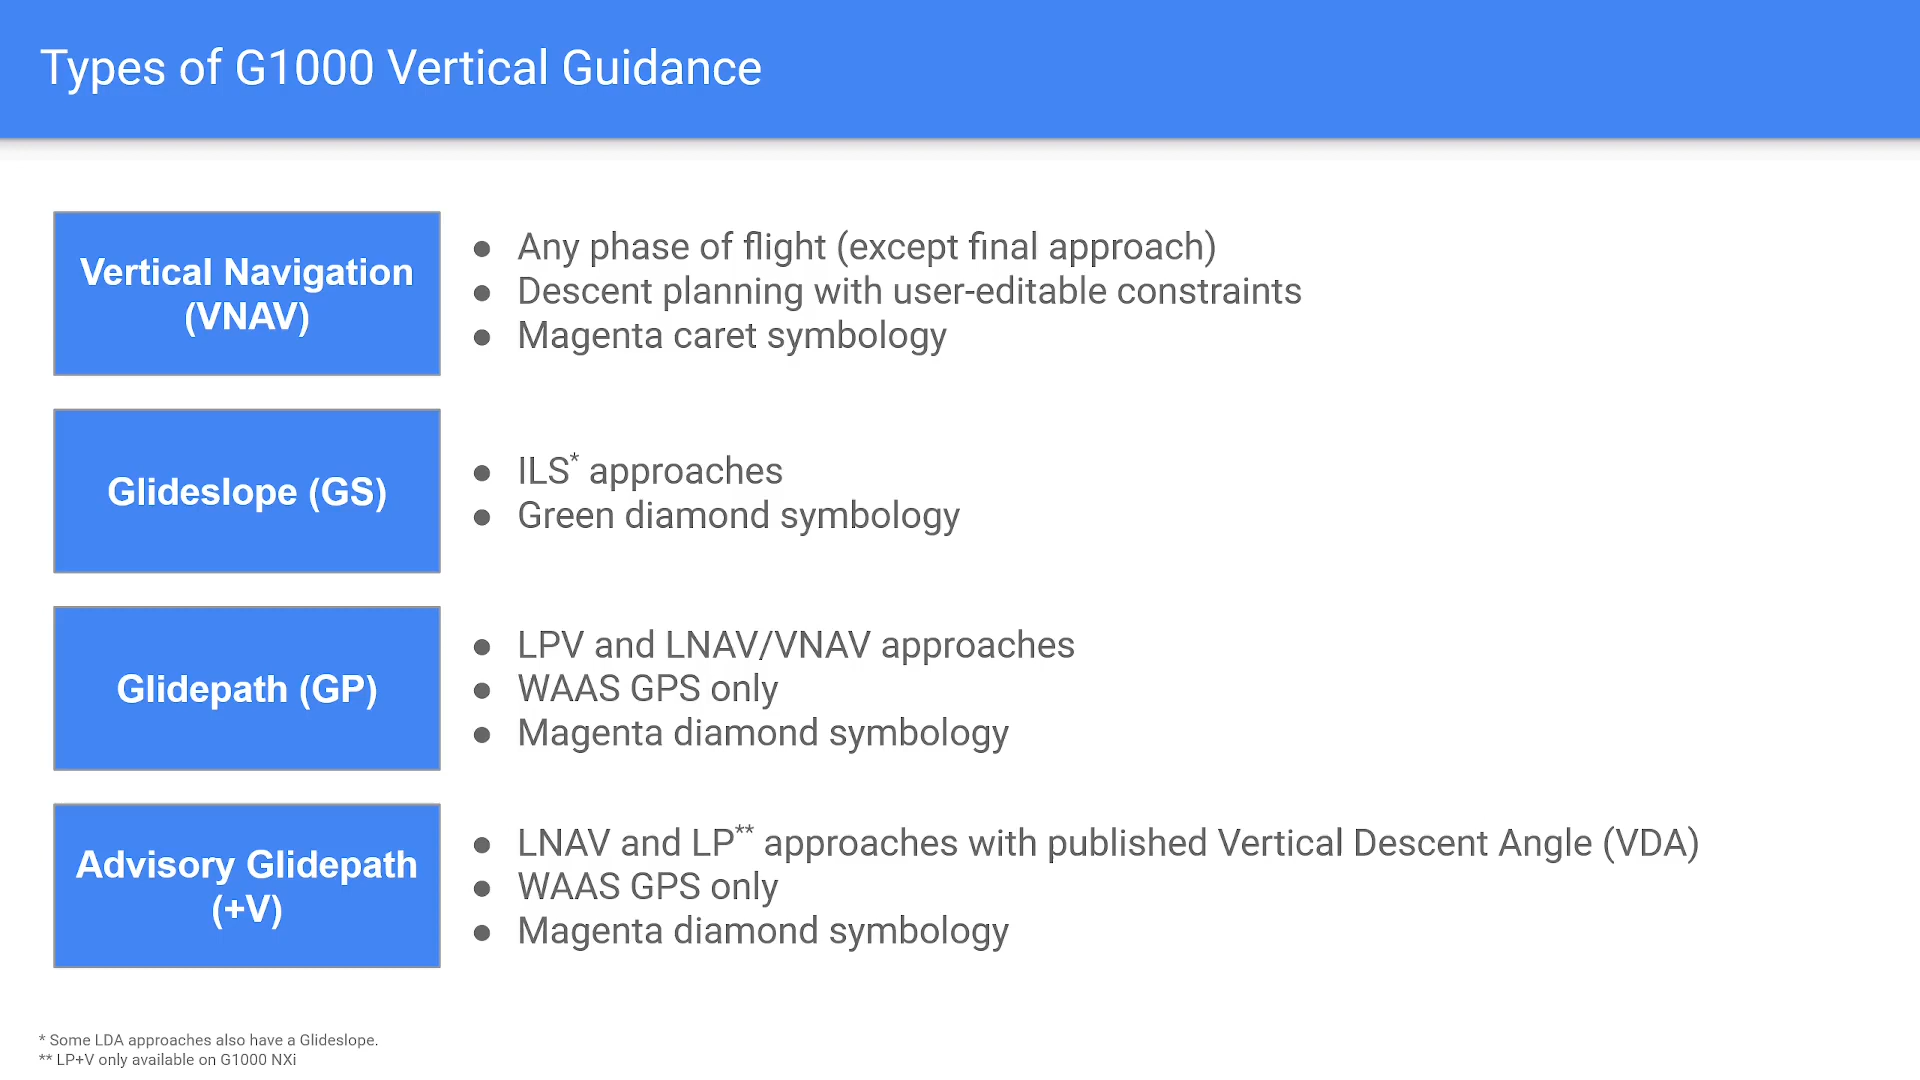 Types of G1000 Vertical Guidance
Vertical Navigation
(VNAV)
● Any phase of flight (except final approach)
● Descent planning with user-editable constraints
● Magenta caret symbology
Glideslope (GS)
● ILS* approaches
● Green diamond symbology
Glidepath (GP)
● LPV and LNAV/VNAV approaches
● WAAS GPS only
● Magenta diamond symbology
Advisory Glidepath
(+V)
● LNAV and LP** approaches with published Vertical Descent Angle (VDA)
● WAAS GPS only
● Magenta diamond symbology
* Some LDA approaches also have a Glideslope.
** LP+V only available on G1000 NXi